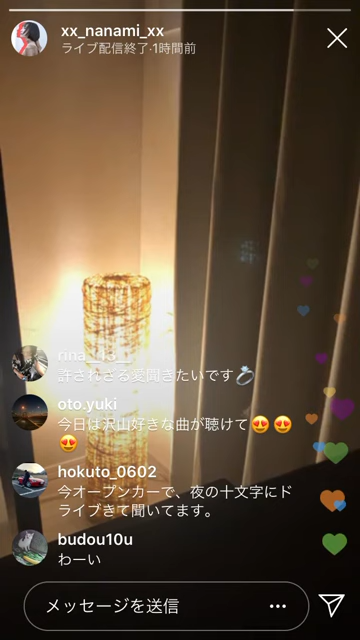 xx_nanami_xx
ライブ配信終了·1時間前
rina__13__
許されざる愛聞きたいです💍
oto.yuki
今日は沢山好きな曲が聴けて😍😍
😍
hokuto_0602
今オープンカーで、夜の十文字にド
ライブきて聞いてます。
budou10u
わーい
メッセージを送信